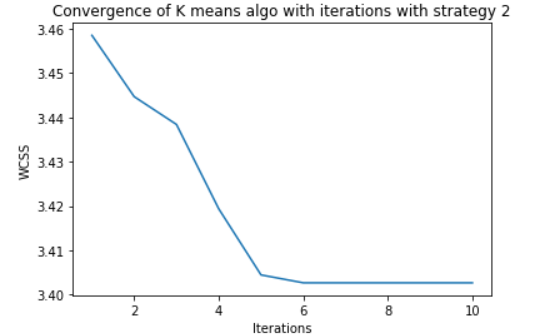 Convergence of K means algo with iterations with strategy 2
3.46
3.45
3.44
3.43
3.42
3.41
3.40
WCSS
2 4 6 8 10
Iterations